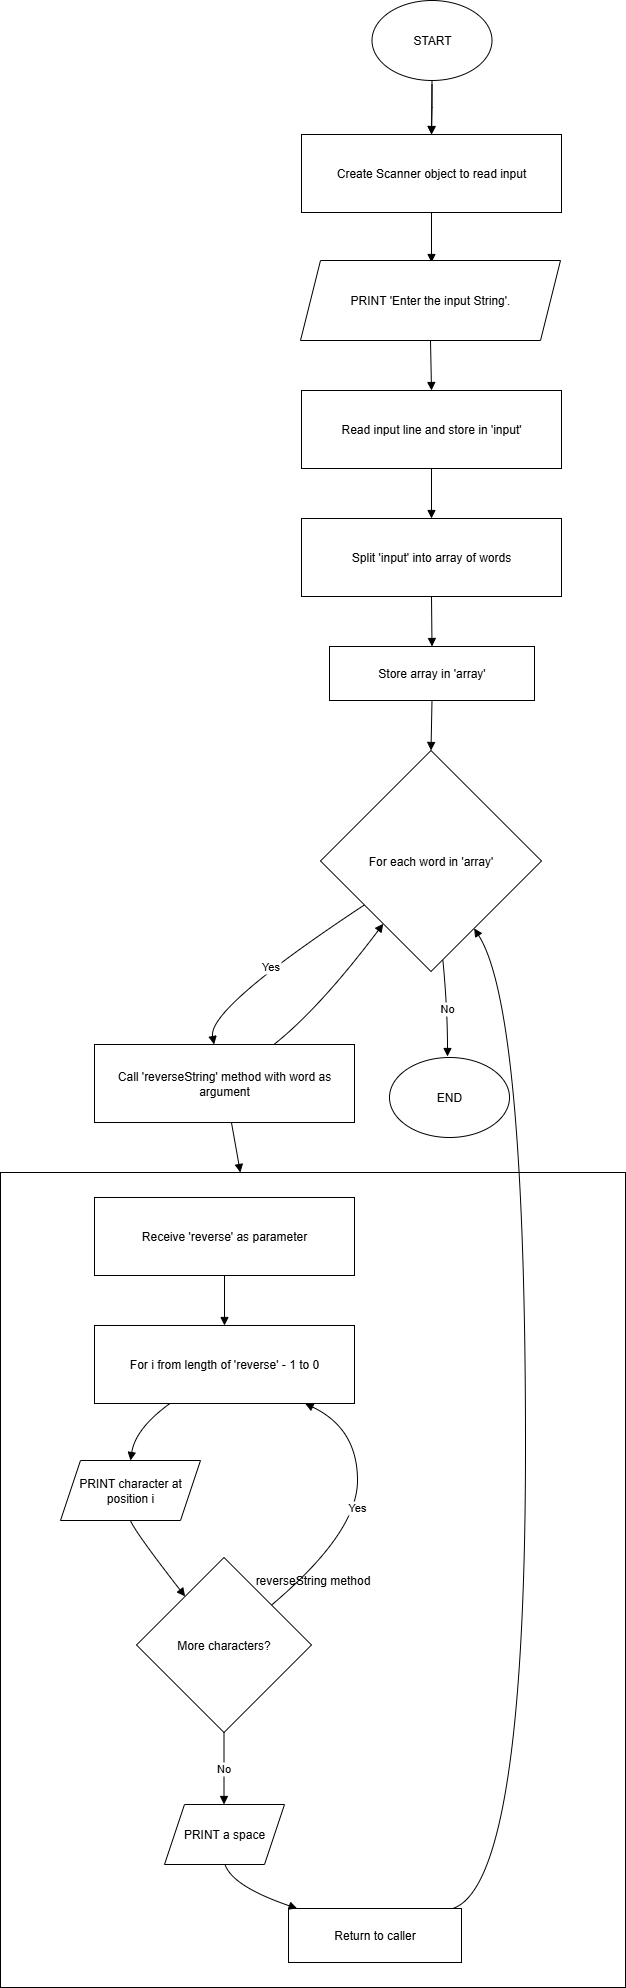 START
Create Scanner object to read input
PRINT 'Enter the input String'.
Read input line and store in 'input'
Split 'input' into array of words
Store array in 'array'
For each word in 'array'
Yes
No
Call 'reverseString' method with word as
argument
END
Receive 'reverse' as parameter
For i from length of 'reverse' - 1 to 0
PRINT character at
position i
Yes
reverseString method
More characters?
No
PRINT a space
Return to caller